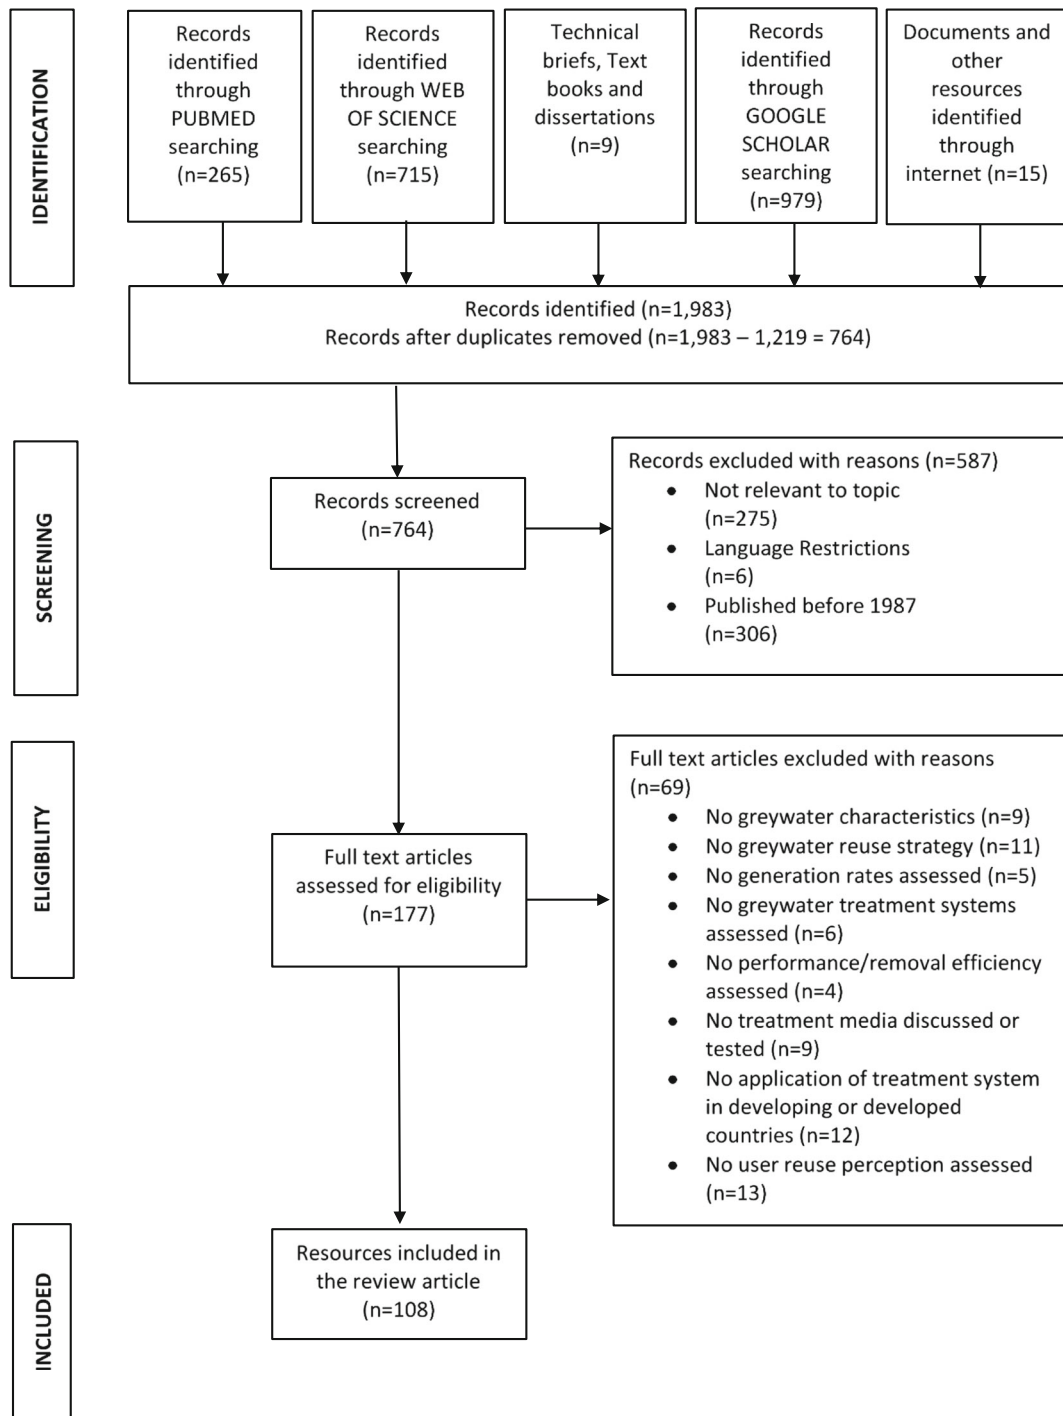 IDENTIFICATION
Records
identified
through
PUBMED
searching
(n=265)
Records
identified
through WEB
OF SCIENCE
searching
(n=715)
Technical
briefs, Text
books and
dissertations
(n=9)
Records
identified
through
GOOGLE
SCHOLAR
searching
(n=979)
Documents and
other
resources
identified
through
internet (n=15)
Records identified (n=1,983)
Records after duplicates removed (n=1,983 – 1,219 = 764)
SCREENING
Records screened
(n=764)
Records excluded with reasons (n=587)
• Not relevant to topic
(n=275)
• Language Restrictions
(n=6)
• Published before 1987
(n=306)
ELIGIBILITY
Full text articles
assessed for eligibility
(n=177)
Full text articles excluded with reasons
(n=69)
• No greywater characteristics (n=9)
• No greywater reuse strategy (n=11)
• No generation rates assessed (n=5)
• No greywater treatment systems
assessed (n=6)
• No performance/removal efficiency
assessed (n=4)
• No treatment media discussed or
tested (n=9)
• No application of treatment system
in developing or developed
countries (n=12)
• No user reuse perception assessed
(n=13)
INCLUDED
Resources included in
the review article
(n=108)